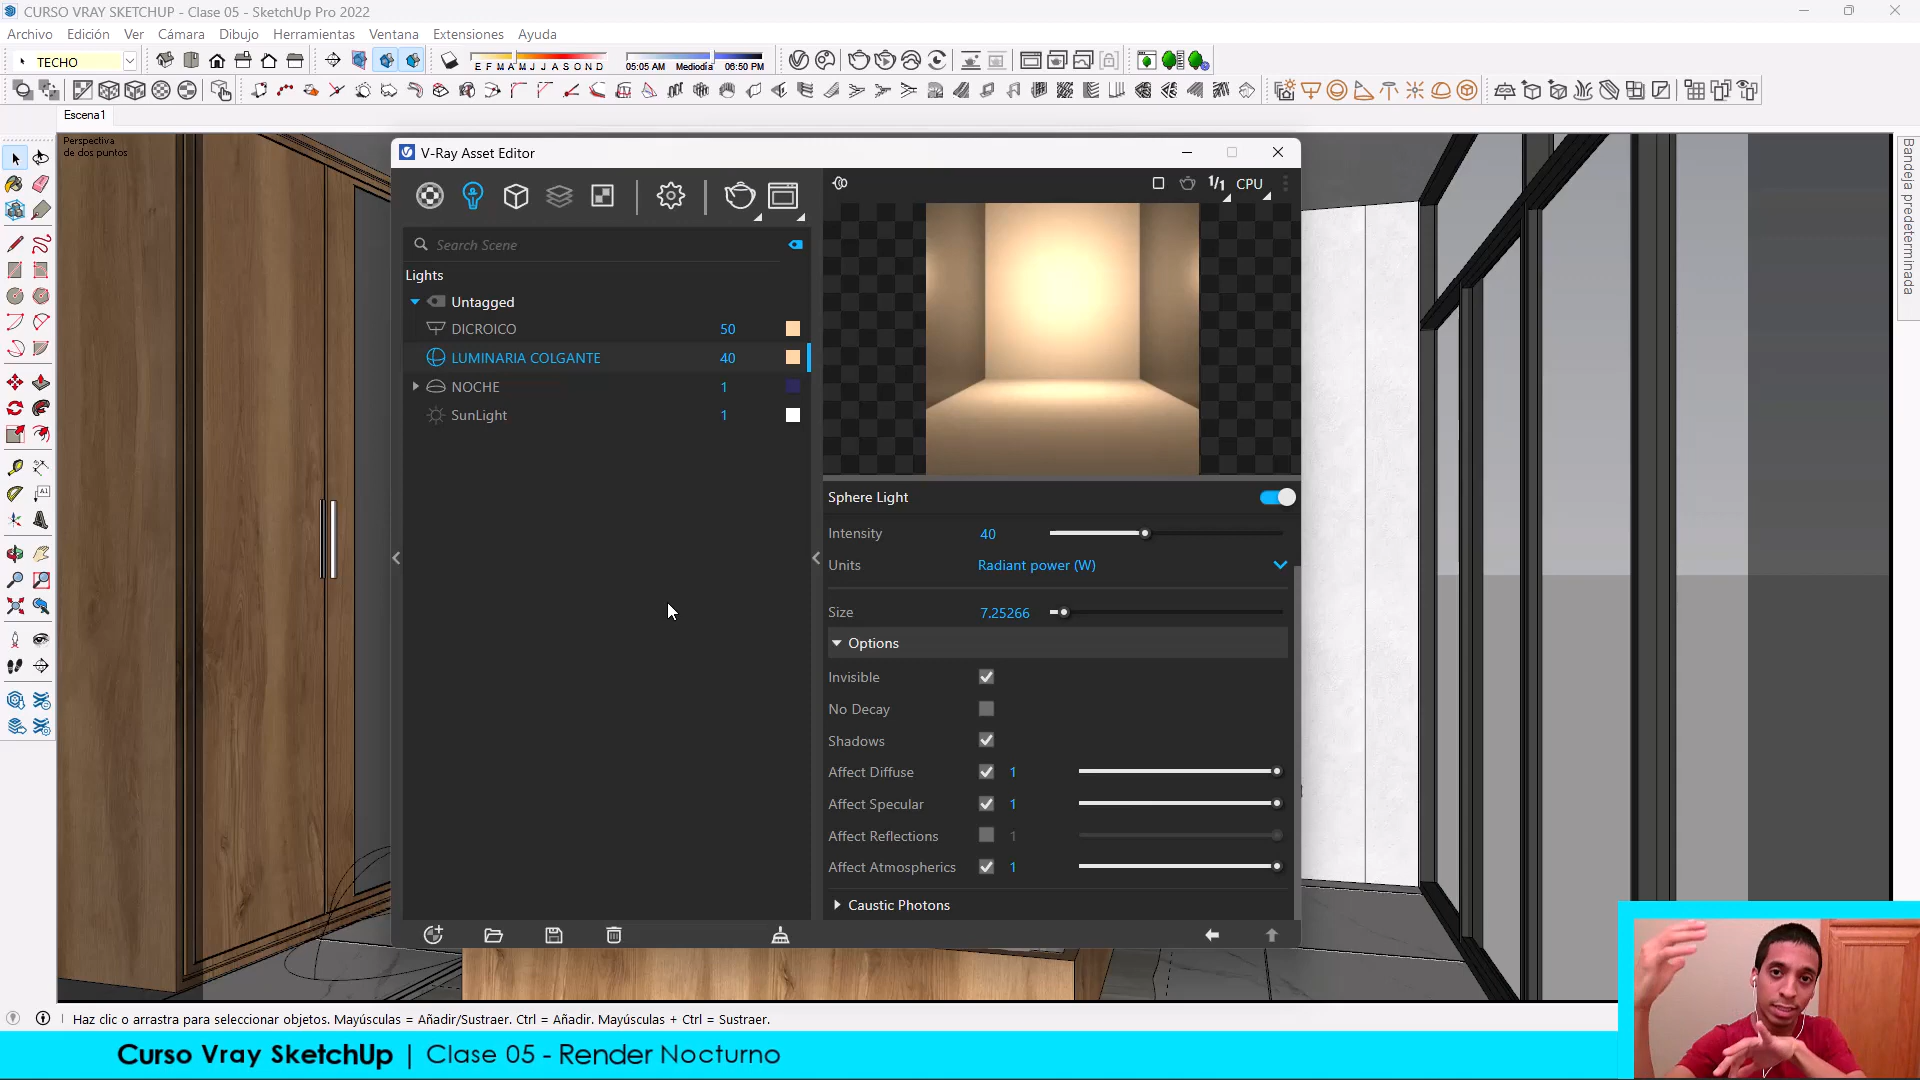 CURSO VRAY SKETCHUP - Clase 05 - SketchUp Pro 2022
Archivo Edición Ver Cámara Dibujo Herramientas Ventana Extensiones Ayuda
TECHO
E F M A M J J A S O N D
05:05 AM Mediodía 06:50 PM
Escena1
Perspectiva
de dos puntos
Bandeja predeterminada
V-Ray Asset Editor
1/1 CPU
Search Scene
Lights
Untagged
DICROICO 50
LUMINARIA COLGANTE 40
NOCHE 1
SunLight 1
Sphere Light
Intensity 40
Units Radiant power (W)
Size 7.25266
Options
Invisible
No Decay
Shadows
Affect Diffuse 1
Affect Specular 1
Affect Reflections 1
Affect Atmospherics 1
Caustic Photons
Haz clic o arrastra para seleccionar objetos. Mayúsculas = Añadir/Sustraer. Ctrl = Añadir. Mayúsculas + Ctrl = Sustraer.
Curso Vray SketchUp | Clase 05 - Render Nocturno